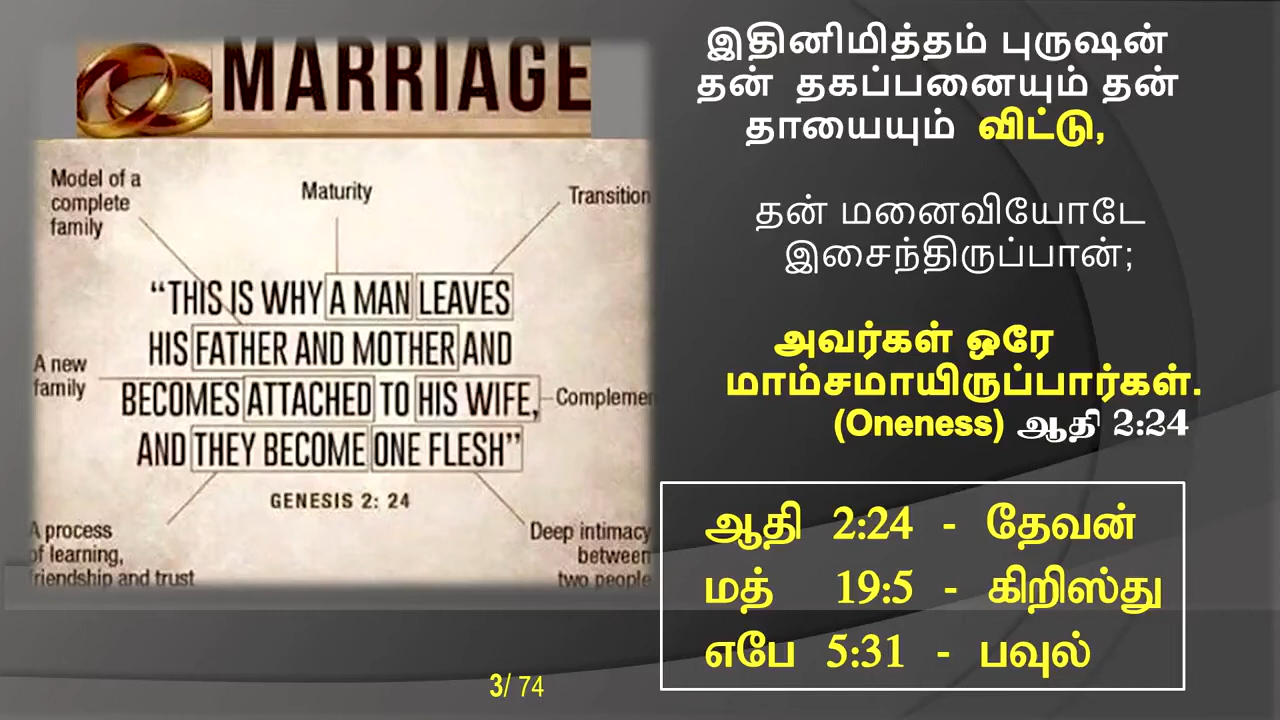 MARRIAGE
Model of a
complete
family
Maturity
Transition
“THIS IS WHY A MAN LEAVES
HIS FATHER AND MOTHER AND
BECOMES ATTACHED TO HIS WIFE,
AND THEY BECOME ONE FLESH”
A new
family
Complemen
GENESIS 2: 24
A process
of learning,
friendship and trust
Deep intimacy
between
two people
இதினிமித்தம் புருஷன்
தன் தகப்பனையும் தன்
தாயையும் விட்டு,
தன் மனைவியோடே
இசைந்திருப்பான்;
அவர்கள் ஒரே
மாம்சமாயிருப்பார்கள்.
(Oneness) ஆதி 2:24
ஆதி 2:24 - தேவன்
மத் 19:5 - கிறிஸ்து
எபே 5:31 - பவுல்
3/ 74